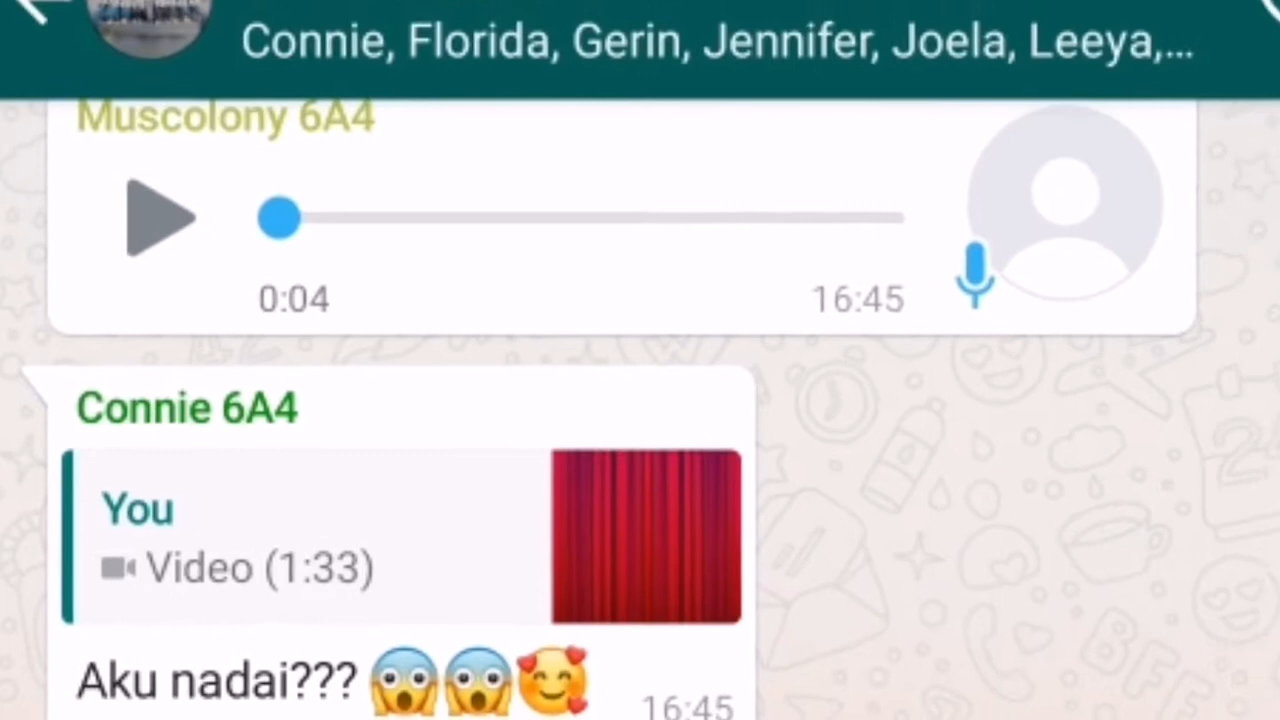 Connie, Florida, Gerin, Jennifer, Joela, Leeya,...
Muscolony 6A4
0:04
16:45
Connie 6A4
You
Video (1:33)
Aku nadai??? 😱😱🥰
16:45